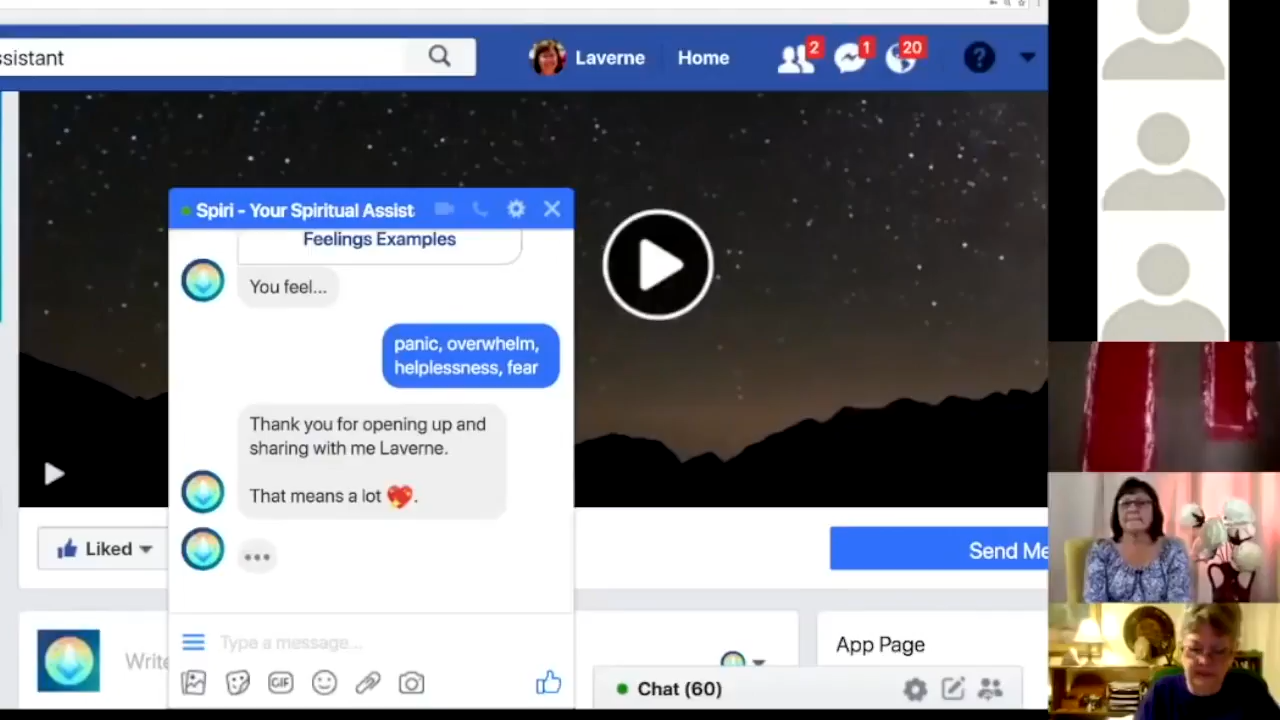 ssistant
Laverne
Home
2
1
20
?
Spiri - Your Spiritual Assist
Feelings Examples
You feel...
panic, overwhelm,
helplessness, fear
Thank you for opening up and
sharing with me Laverne.
That means a lot 💖.
Liked
Send Me
Write
Type a message...
GIF
App Page
Chat (60)